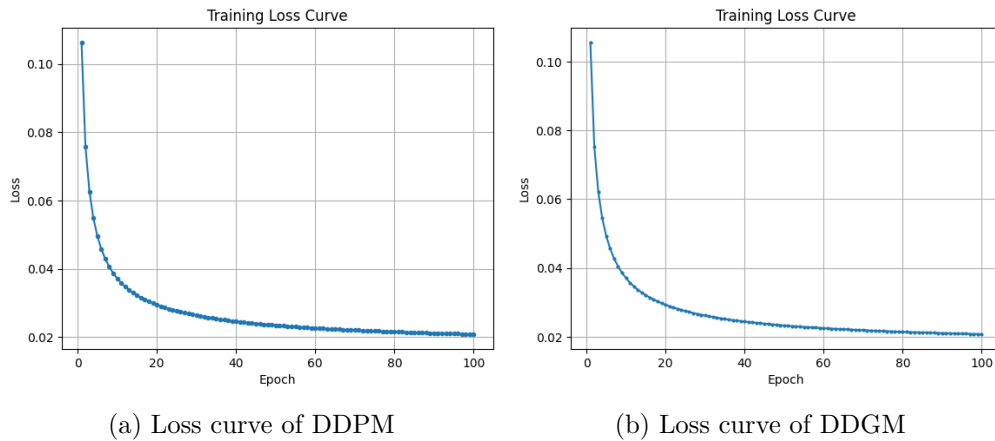 Training Loss Curve
0.10
0.08
0.06
0.04
0.02
Loss
0 20 40 60 80 100
Epoch
(a) Loss curve of DDPM
Training Loss Curve
0.10
0.08
0.06
0.04
0.02
Loss
0 20 40 60 80 100
Epoch
(b) Loss curve of DDGM